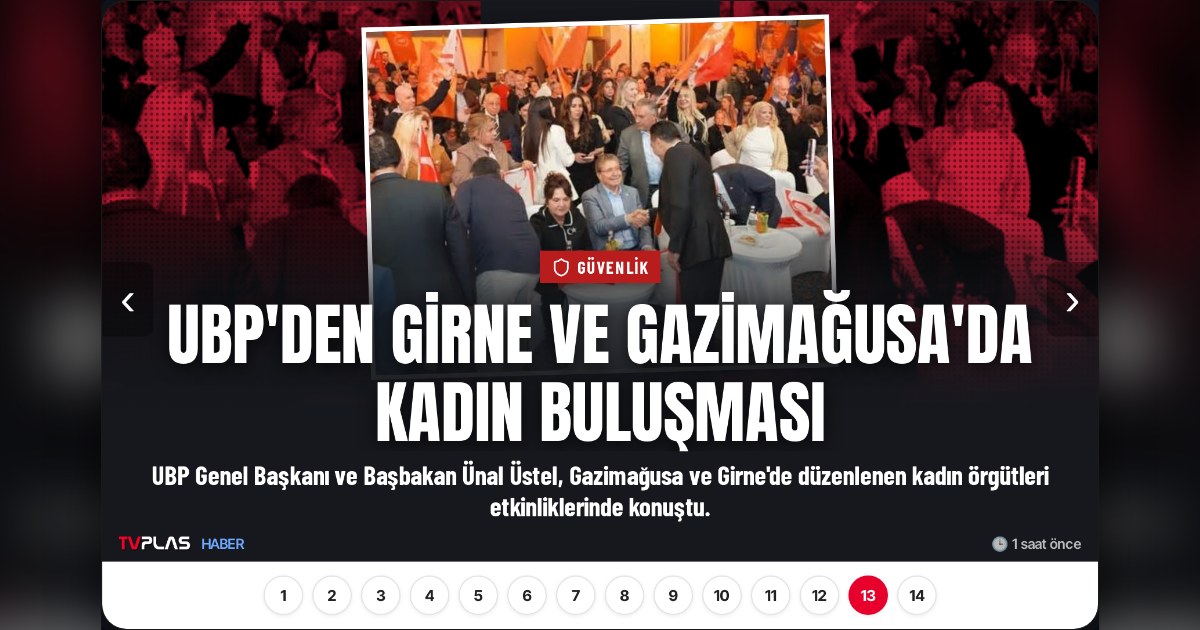 GÜVENLİK
UBP'DEN GİRNE VE GAZİMAĞUSA'DA
KADIN BULUŞMASI
UBP Genel Başkanı ve Başbakan Ünal Üstel, Gazimağusa ve Girne'de düzenlenen kadın örgütleri
etkinliklerinde konuştu.
TVPLAS HABER
1 saat önce
1 2 3 4 5 6 7 8 9 10 11 12 13 14